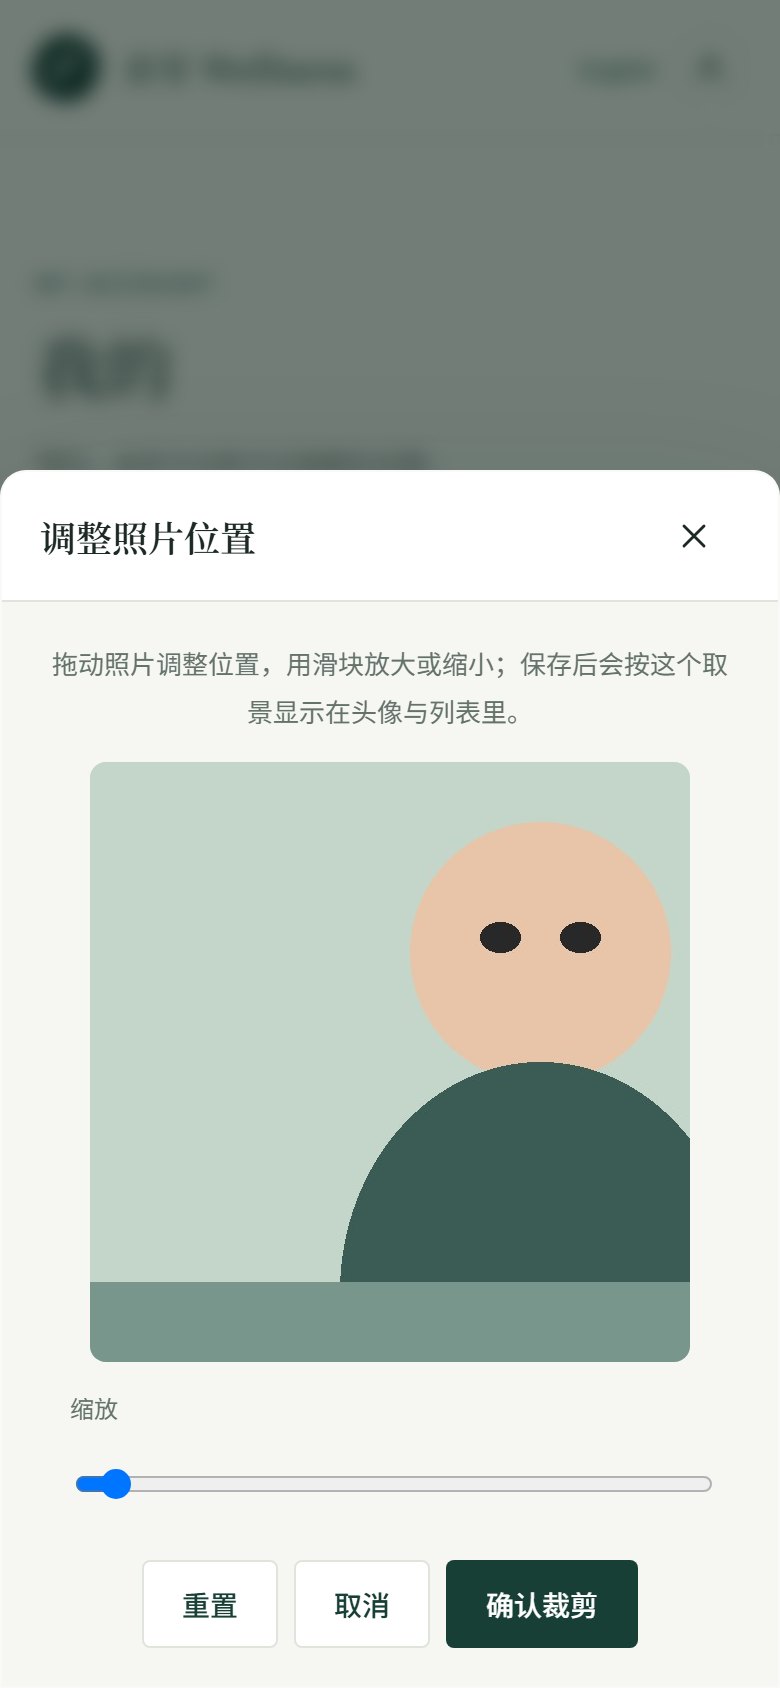 我的
调整照片位置
拖动照片调整位置，用滑块放大或缩小；保存后会按这个取
景显示在头像与列表里。
缩放
重置
取消
确认裁剪